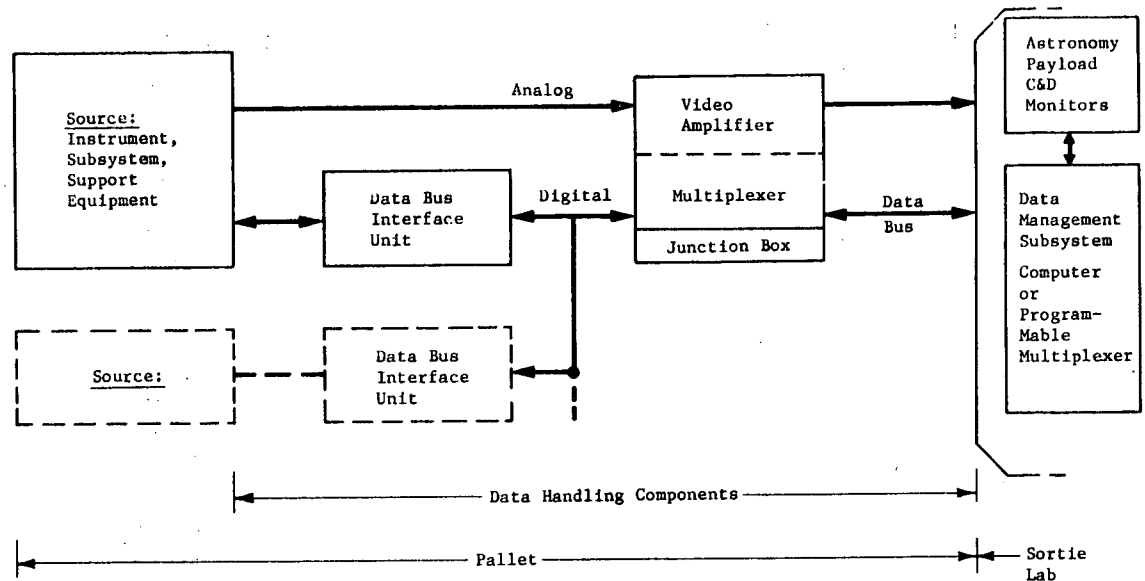 Source:
Instrument,
Subsystem,
Support
Equipment
Analog
Data Bus
Interface
Unit
Digital
Video
Amplifier
Multiplexer
Junction Box
Data
Bus
Astronomy
Payload
C&D
Monitors
Data
Management
Subsystem
Computer
or
Program-
Mable
Multiplexer
Source:
Data Bus
Interface
Unit
Data Handling Components
Pallet
Sortie
Lab